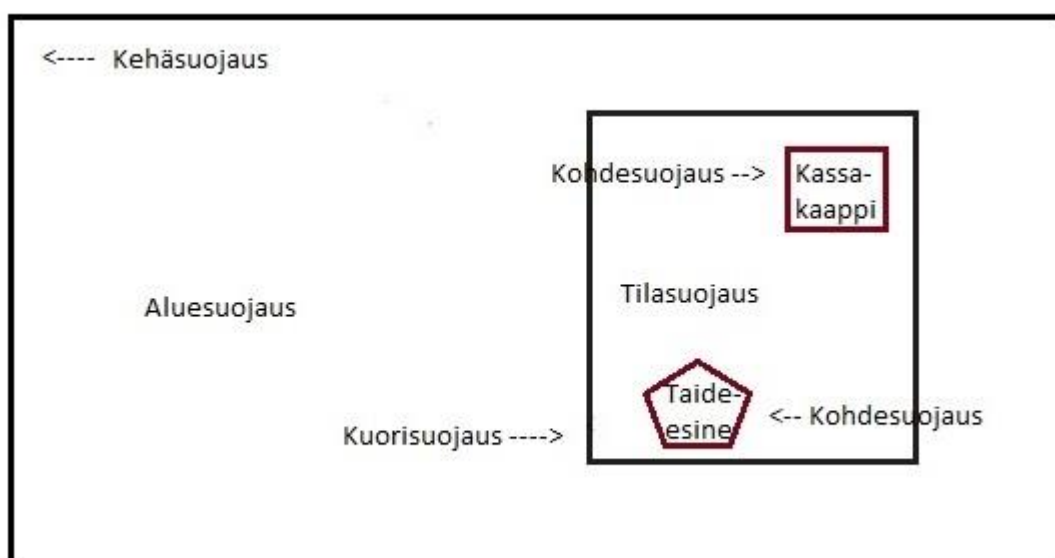 <---- Kehäsuojaus
Kohdesuojaus -->
Kassa-
kaappi
Tilasuojaus
Aluesuojaus
Taide-
esine
<-- Kohdesuojaus
Kuorisuojaus ---->